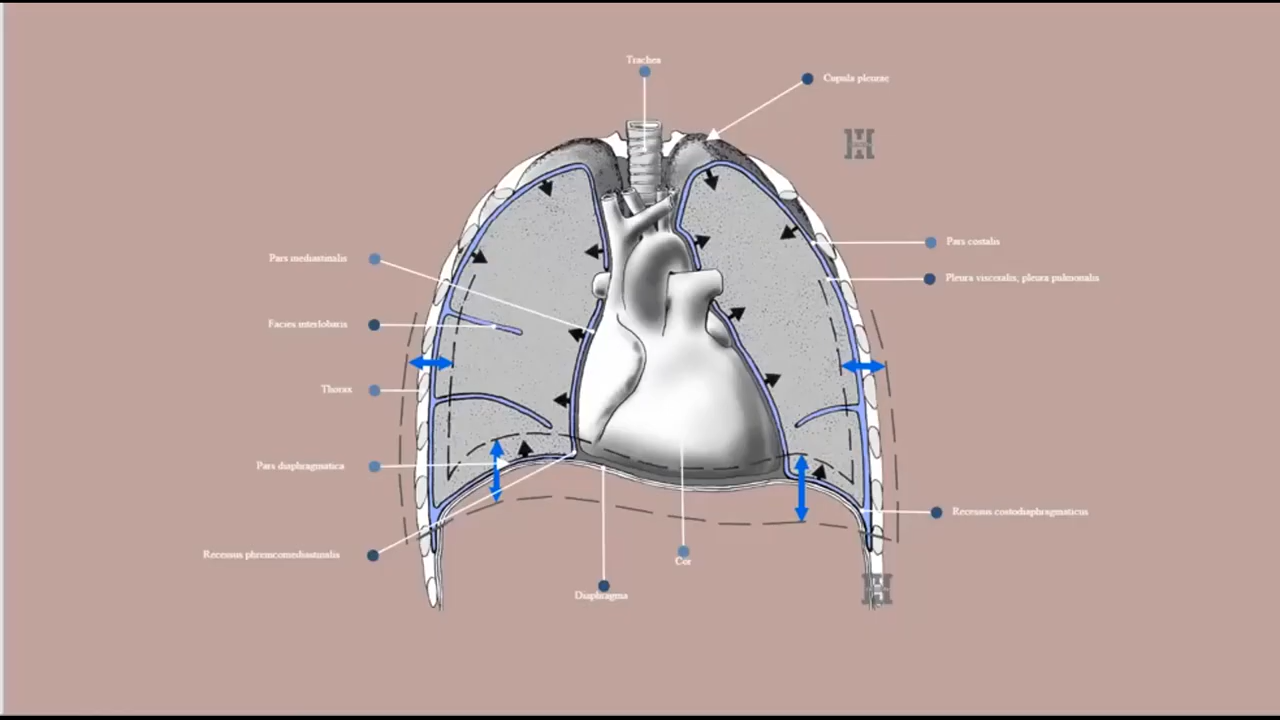 Trachea
Cupula pleurae
Pars costalis
Pars mediastinalis
Pleura visceralis, pleura pulmonalis
Facies interlobaris
Thorax
Pars diaphragmatica
Recessus costodiaphragmaticus
Recessus phrenicomediastinalis
Cor
Diaphragma